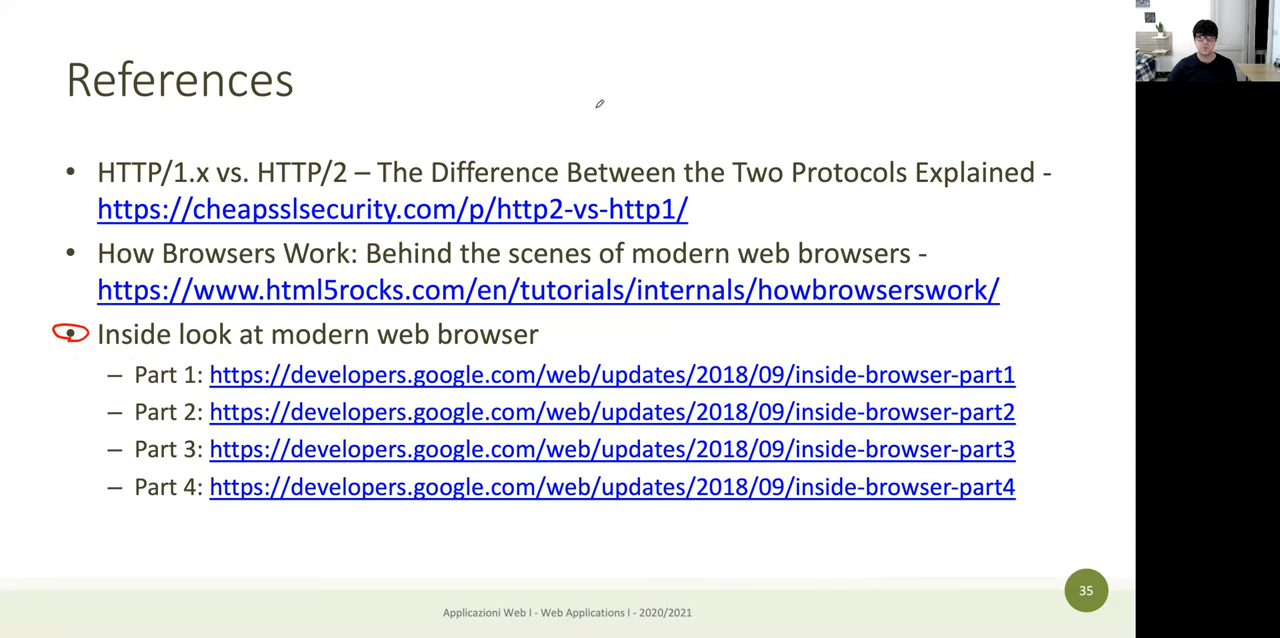 References
• HTTP/1.x vs. HTTP/2 – The Difference Between the Two Protocols Explained -
https://cheapsslsecurity.com/p/http2-vs-http1/
• How Browsers Work: Behind the scenes of modern web browsers -
https://www.html5rocks.com/en/tutorials/internals/howbrowserswork/
• Inside look at modern web browser
– Part 1: https://developers.google.com/web/updates/2018/09/inside-browser-part1
– Part 2: https://developers.google.com/web/updates/2018/09/inside-browser-part2
– Part 3: https://developers.google.com/web/updates/2018/09/inside-browser-part3
– Part 4: https://developers.google.com/web/updates/2018/09/inside-browser-part4
35
Applicazioni Web I - Web Applications I - 2020/2021